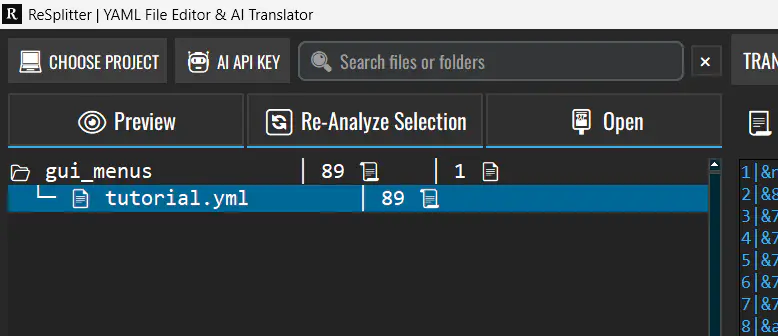 R ReSplitter | YAML File Editor & AI Translator
CHOOSE PROJECT AI API KEY Search files or folders × TRAN
Preview Re-Analyze Selection Open
gui_menus | 89 | 1
└─ tutorial.yml | 89
1|&r
2|&8
3|&7
4|&7
5|&7
6|&7
7|&7
8|&a